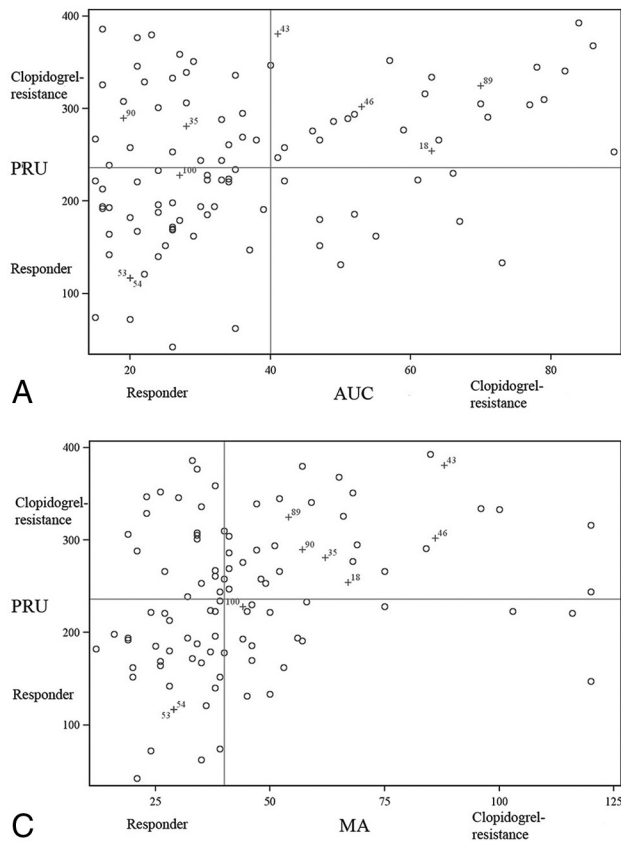 400
43
Clopidogrel-
resistance
89
300
90
46
35
18
PRU
100
200
Responder
53
54
100
20
40
60
80
A
Responder
AUC
Clopidogrel-
resistance
400
43
Clopidogrel-
resistance
89
46
300
90
35
18
PRU
100
200
Responder
54
53
100
25
50
75
100
125
C
Responder
MA
Clopidogrel-
resistance